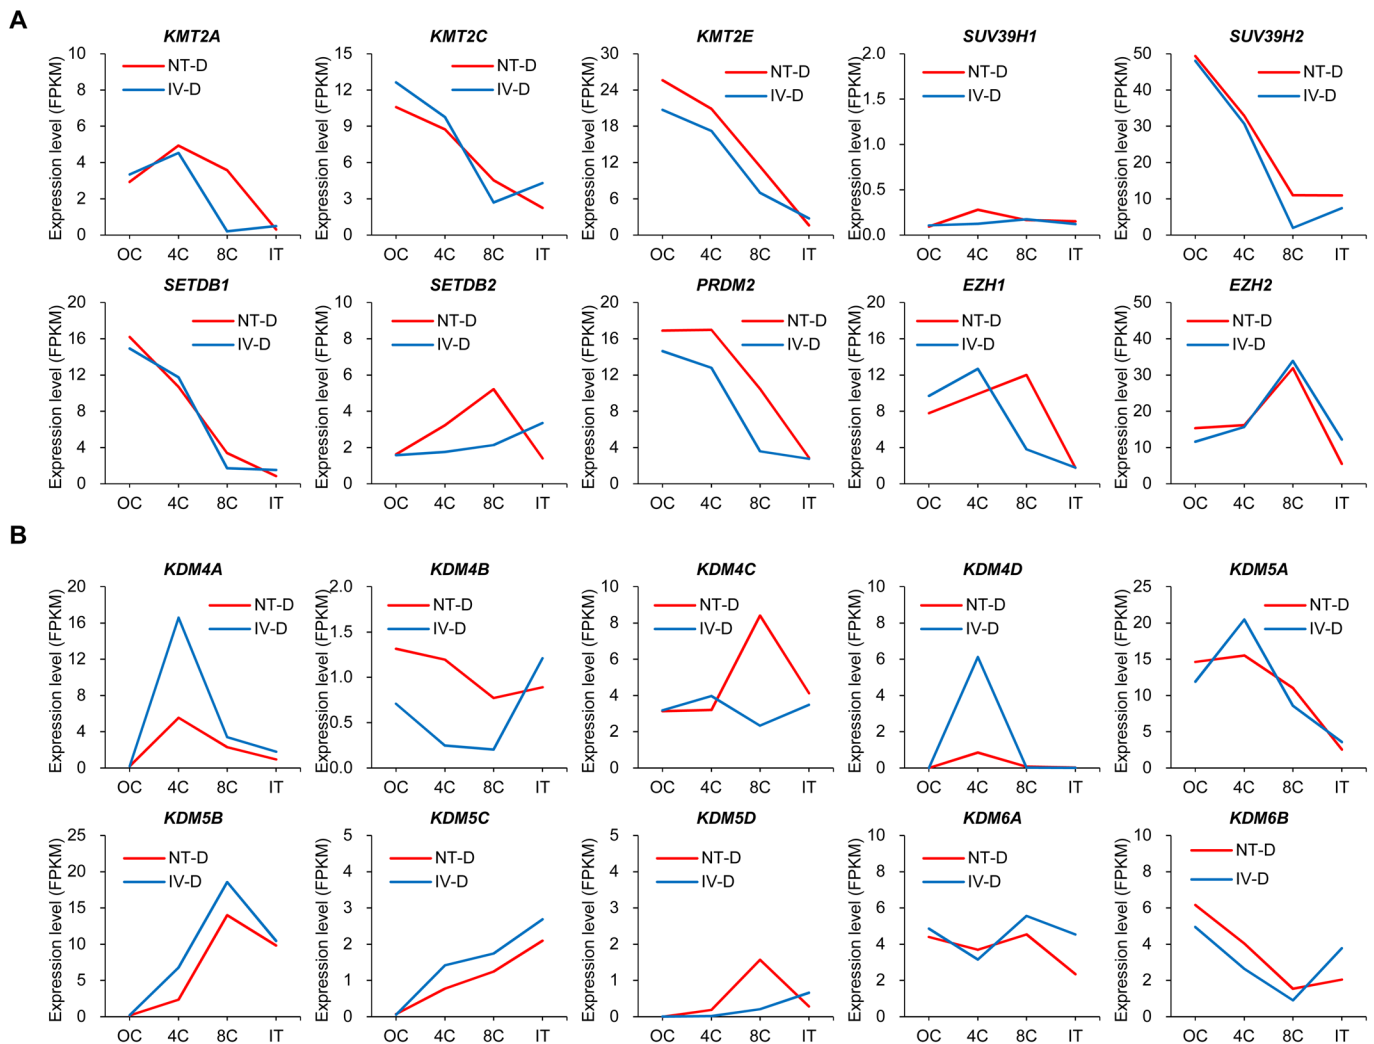 A
KMT2A KMT2C KMT2E SUV39H1 SUV39H2
Expression level (FPKM) 10 8 6 4 2 0 NT-D IV-D OC 4C 8C IT
Expression level (FPKM) 15 12 9 6 3 0 NT-D IV-D OC 4C 8C IT
Expression level (FPKM) 30 24 18 12 6 0 NT-D IV-D OC 4C 8C IT
Expression level (FPKM) 2.0 1.5 1.0 0.5 0.0 NT-D IV-D OC 4C 8C IT
Expression level (FPKM) 50 40 30 20 10 0 NT-D IV-D OC 4C 8C IT
SETDB1 SETDB2 PRDM2 EZH1 EZH2
Expression level (FPKM) 20 16 12 8 4 0 NT-D IV-D OC 4C 8C IT
Expression level (FPKM) 10 8 6 4 2 0 NT-D IV-D OC 4C 8C IT
Expression level (FPKM) 20 16 12 8 4 0 NT-D IV-D OC 4C 8C IT
Expression level (FPKM) 20 16 12 8 4 0 NT-D IV-D OC 4C 8C IT
Expression level (FPKM) 50 40 30 20 10 0 NT-D IV-D OC 4C 8C IT
B
KDM4A KDM4B KDM4C KDM4D KDM5A
Expression level (FPKM) 20 16 12 8 4 0 NT-D IV-D OC 4C 8C IT
Expression level (FPKM) 2.0 1.5 1.0 0.5 0.0 NT-D IV-D OC 4C 8C IT
Expression level (FPKM) 10 8 6 4 2 0 NT-D IV-D OC 4C 8C IT
Expression level (FPKM) 10 8 6 4 2 0 NT-D IV-D OC 4C 8C IT
Expression level (FPKM) 25 20 15 10 5 0 NT-D IV-D OC 4C 8C IT
KDM5B KDM5C KDM5D KDM6A KDM6B
Expression level (FPKM) 25 20 15 10 5 0 NT-D IV-D OC 4C 8C IT
Expression level (FPKM) 5 4 3 2 1 0 NT-D IV-D OC 4C 8C IT
Expression level (FPKM) 5 4 3 2 1 0 NT-D IV-D OC 4C 8C IT
Expression level (FPKM) 10 8 6 4 2 0 NT-D IV-D OC 4C 8C IT
Expression level (FPKM) 10 8 6 4 2 0 NT-D IV-D OC 4C 8C IT